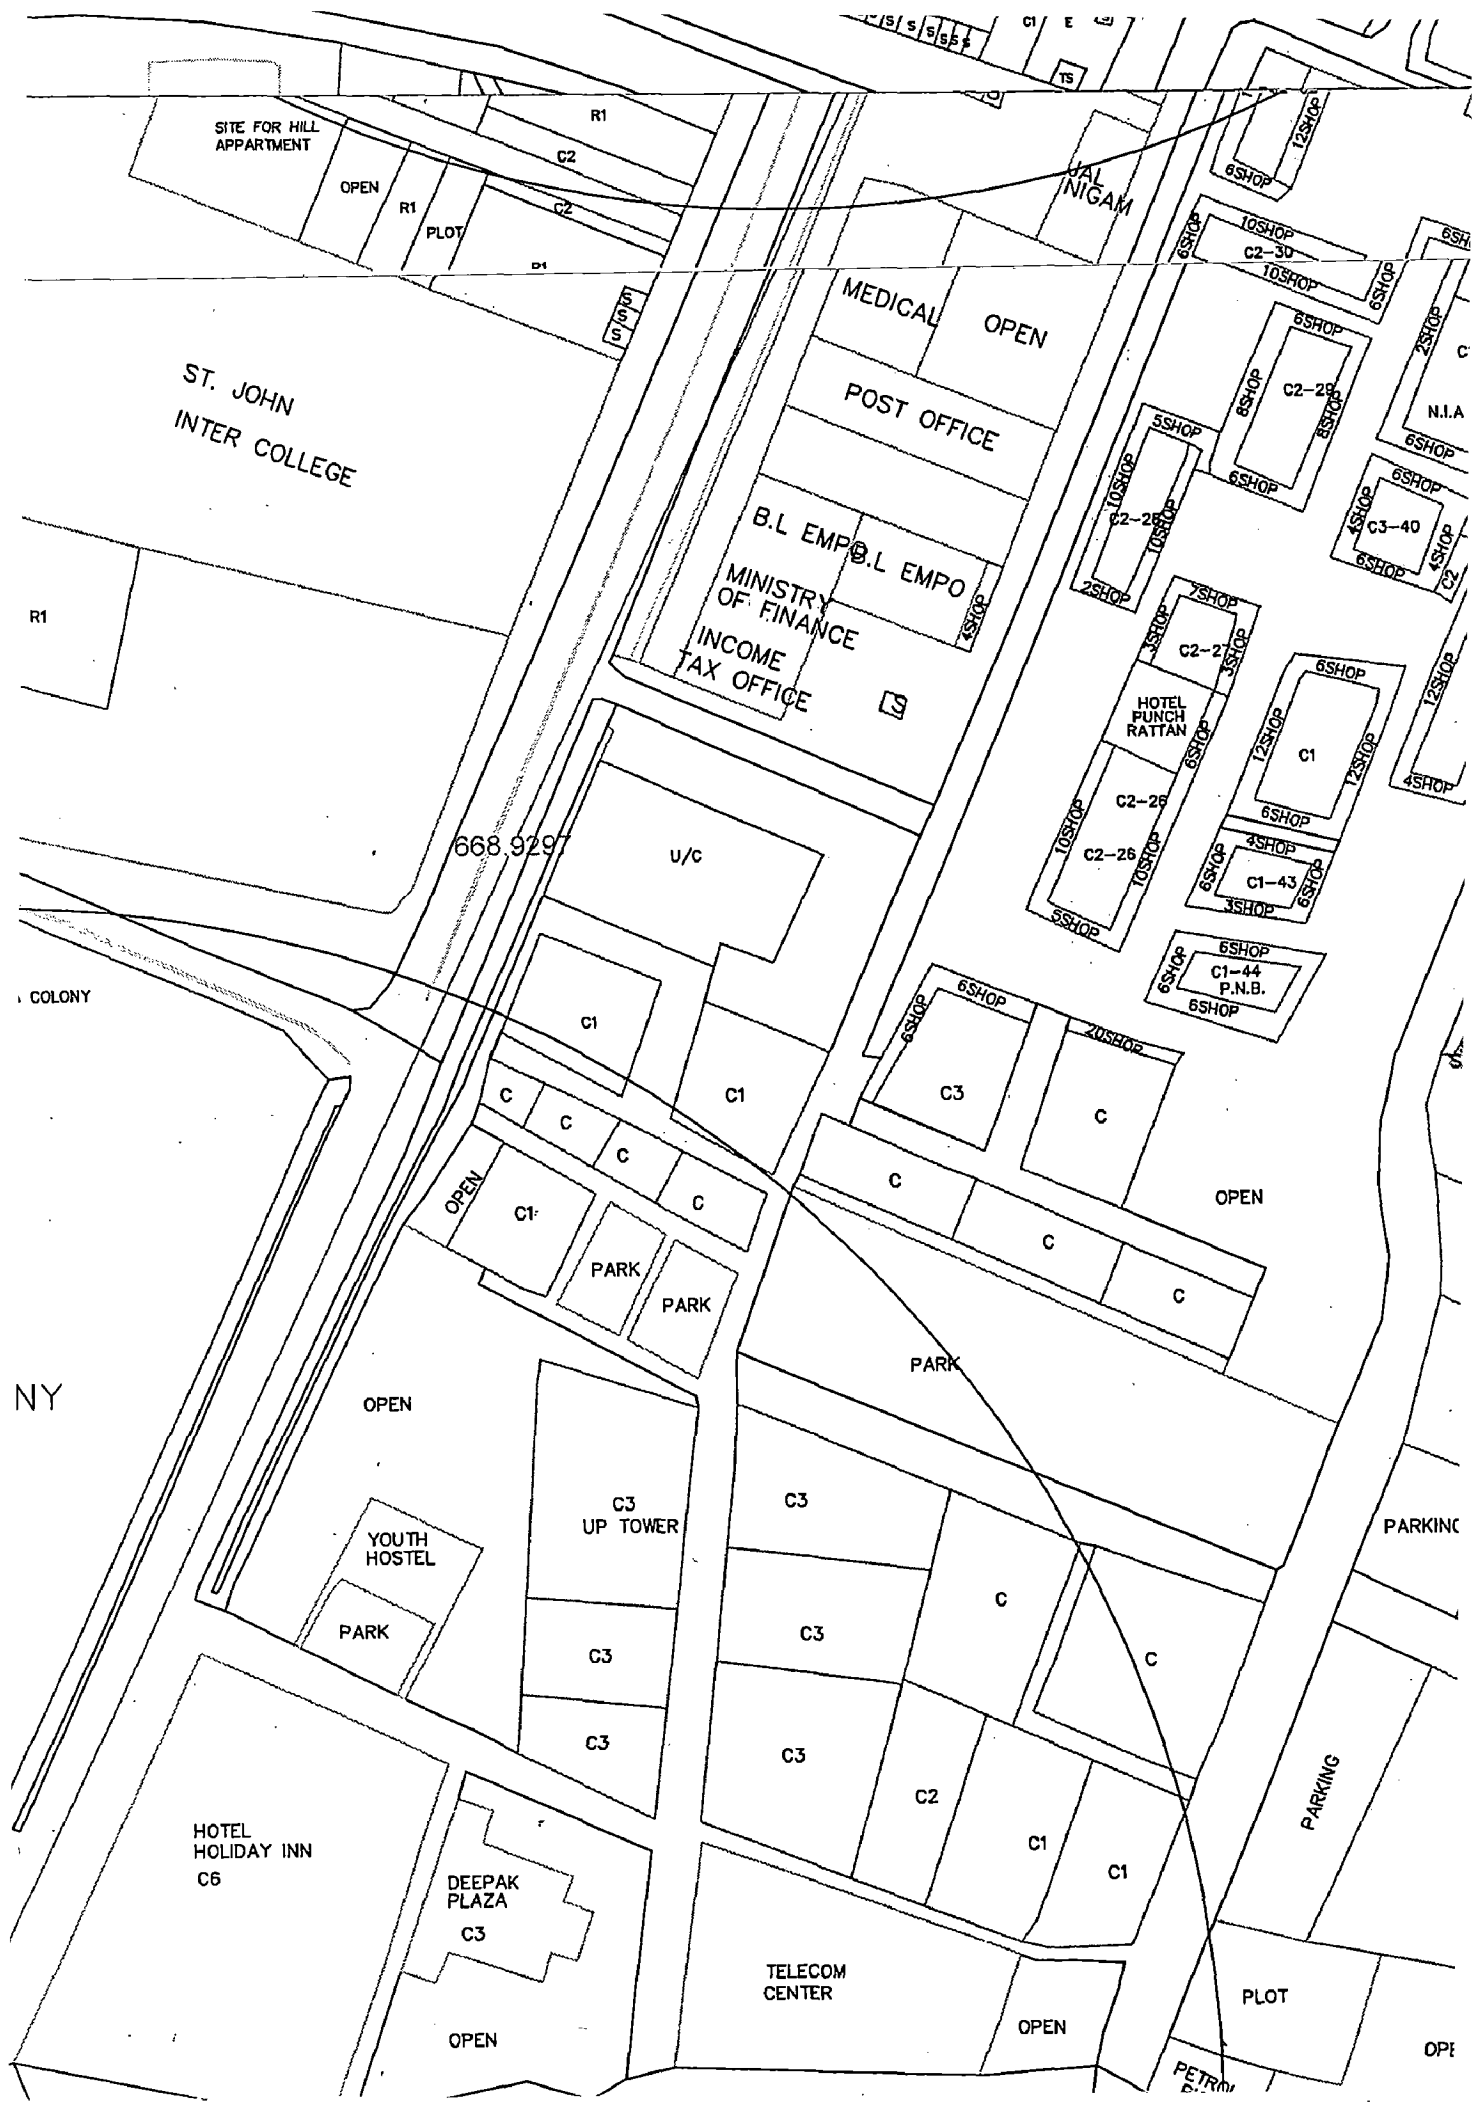 S
S
S
S
S
S
S
C1
E
TS
SITE FOR HILL
APPARTMENT
R1
C2
OPEN
R1
PLOT
C2
S
S
S
JAL
NIGAM
12SHOP
6SHOP
10SHOP
6SHOP
C2-30
10SHOP
6SHOP
MEDICAL
OPEN
POST OFFICE
ST. JOHN
INTER COLLEGE
6SHOP
8SHOP
C2-29
8SHOP
6SHOP
2SHOP
N.I.A
6SHOP
5SHOP
10SHOP
10SHOP
2SHOP
6SHOP
4SHOP
C3-40
4SHOP
6SHOP
C2
B.L EMPO
B.L EMPO
4SHOP
MINISTRY
OF FINANCE
INCOME
TAX OFFICE
S
R1
7SHOP
3SHOP
C2-27
3SHOP
HOTEL
PUNCH
RATTAN
6SHOP
C2-26
10SHOP
C2-26
10SHOP
5SHOP
6SHOP
12SHOP
C1
12SHOP
6SHOP
12SHOP
4SHOP
4SHOP
6SHOP
C1-43
6SHOP
3SHOP
6SHOP
6SHOP
C1-44
P.N.B.
6SHOP
668.9297
U/C
COLONY
C1
C1
6SHOP
6SHOP
20SHOP
C3
C
C
C
C
C
C
C
C
OPEN
OPEN
C1
PARK
PARK
PARK
NY
OPEN
C3
UP TOWER
C3
PARKING
YOUTH
HOSTEL
PARK
C3
C3
C
C
C3
C3
C2
C1
C1
PARKING
HOTEL
HOLIDAY INN
C6
DEEPAK
PLAZA
C3
OPEN
TELECOM
CENTER
OPEN
PLOT